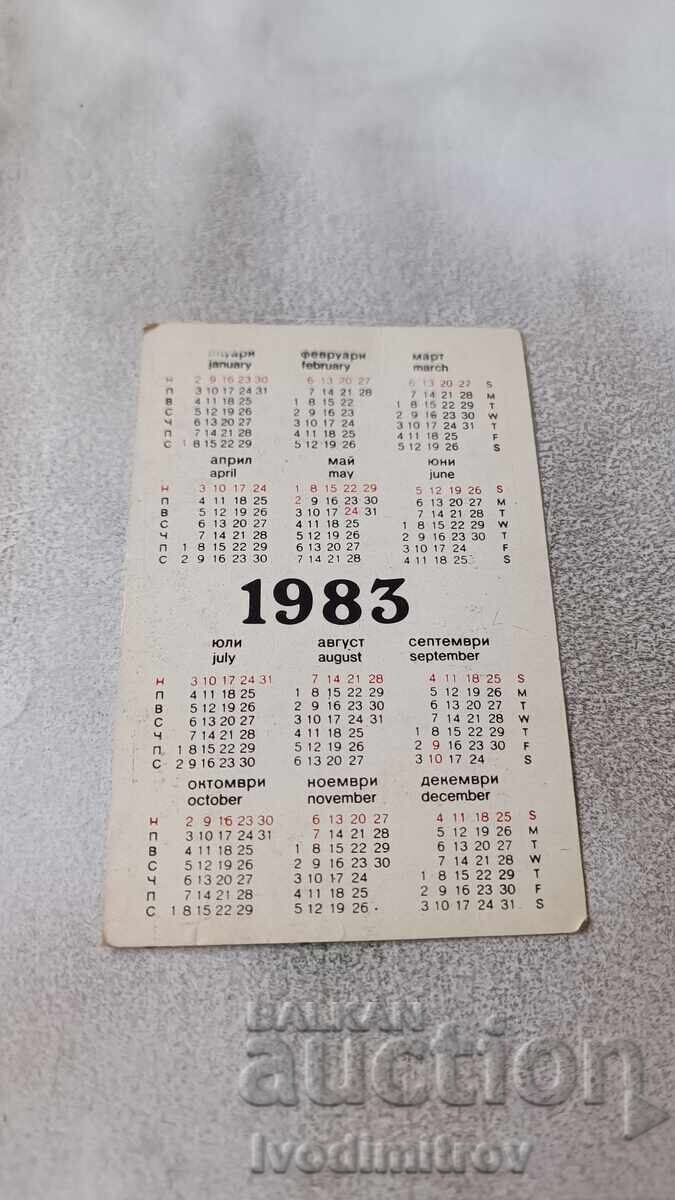 януари февруари март
january february march
Н 2 9 16 23 30 6 13 20 27 6 13 20 27 S
П 3 10 17 24 31 7 14 21 28 7 14 21 28 M
В 4 11 18 25 1 8 15 22 1 8 15 22 29 T
С 5 12 19 26 2 9 16 23 2 9 16 23 30 W
Ч 6 13 20 27 3 10 17 24 3 10 17 24 31 T
П 7 14 21 28 4 11 18 25 4 11 18 25 F
С 1 8 15 22 29 5 12 19 26 5 12 19 26 S
април май юни
april may june
Н 3 10 17 24 1 8 15 22 29 5 12 19 26 S
П 4 11 18 25 2 9 16 23 30 6 13 20 27 M
В 5 12 19 26 3 10 17 24 31 7 14 21 28 T
С 6 13 20 27 4 11 18 25 1 8 15 22 29 W
Ч 7 14 21 28 5 12 19 26 2 9 16 23 30 T
П 1 8 15 22 29 6 13 20 27 3 10 17 24 F
С 2 9 16 23 30 7 14 21 28 4 11 18 25 S
1983
юли август септември
july august september
Н 3 10 17 24 31 7 14 21 28 4 11 18 25 S
П 4 11 18 25 1 8 15 22 29 5 12 19 26 M
В 5 12 19 26 2 9 16 23 30 6 13 20 27 T
С 6 13 20 27 3 10 17 24 31 7 14 21 28 W
Ч 7 14 21 28 4 11 18 25 1 8 15 22 29 T
П 1 8 15 22 29 5 12 19 26 2 9 16 23 30 F
С 2 9 16 23 30 6 13 20 27 3 10 17 24 S
октомври ноември декември
october november december
Н 2 9 16 23 30 6 13 20 27 4 11 18 25 S
П 3 10 17 24 31 7 14 21 28 5 12 19 26 M
В 4 11 18 25 1 8 15 22 29 6 13 20 27 T
С 5 12 19 26 2 9 16 23 30 7 14 21 28 W
Ч 6 13 20 27 3 10 17 24 1 8 15 22 29 T
П 7 14 21 28 4 11 18 25 2 9 16 23 30 F
С 1 8 15 22 29 5 12 19 26 3 10 17 24 31 S
BALKAN
auction
Ivodimitrov